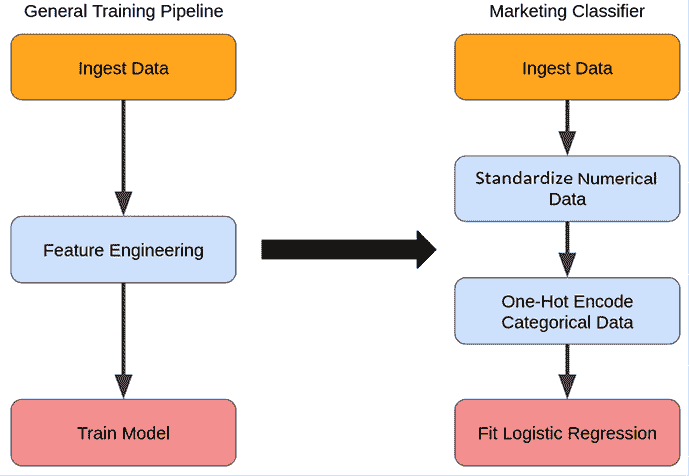 General Training Pipeline
Ingest Data
Feature Engineering
Train Model
Marketing Classifier
Ingest Data
Standardize Numerical
Data
One-Hot Encode
Categorical Data
Fit Logistic Regression